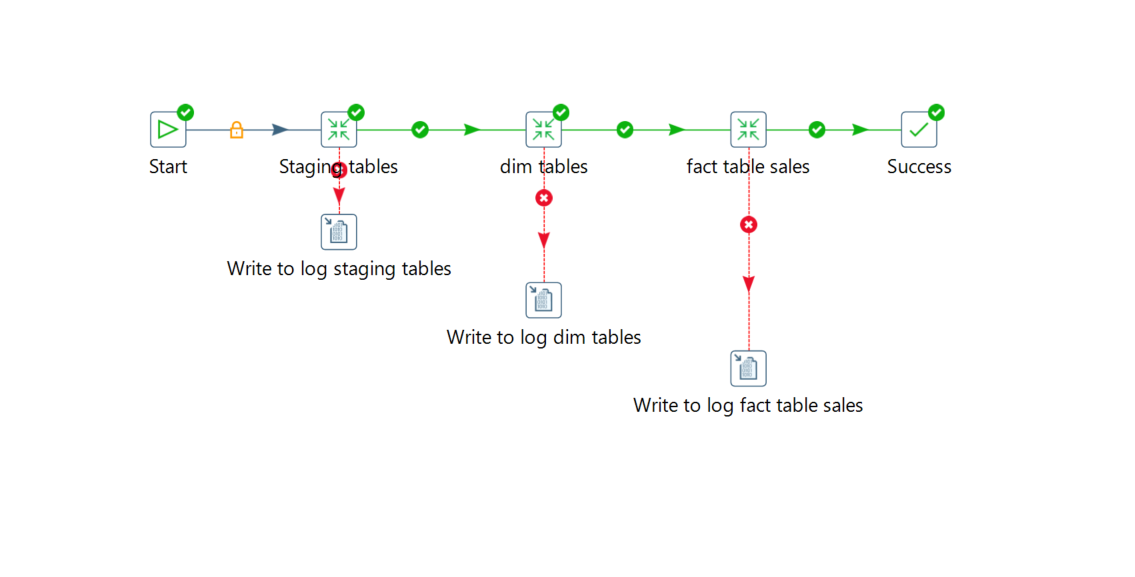 Start
Staging tables
dim tables
fact table sales
Success
Write to log staging tables
Write to log dim tables
Write to log fact table sales